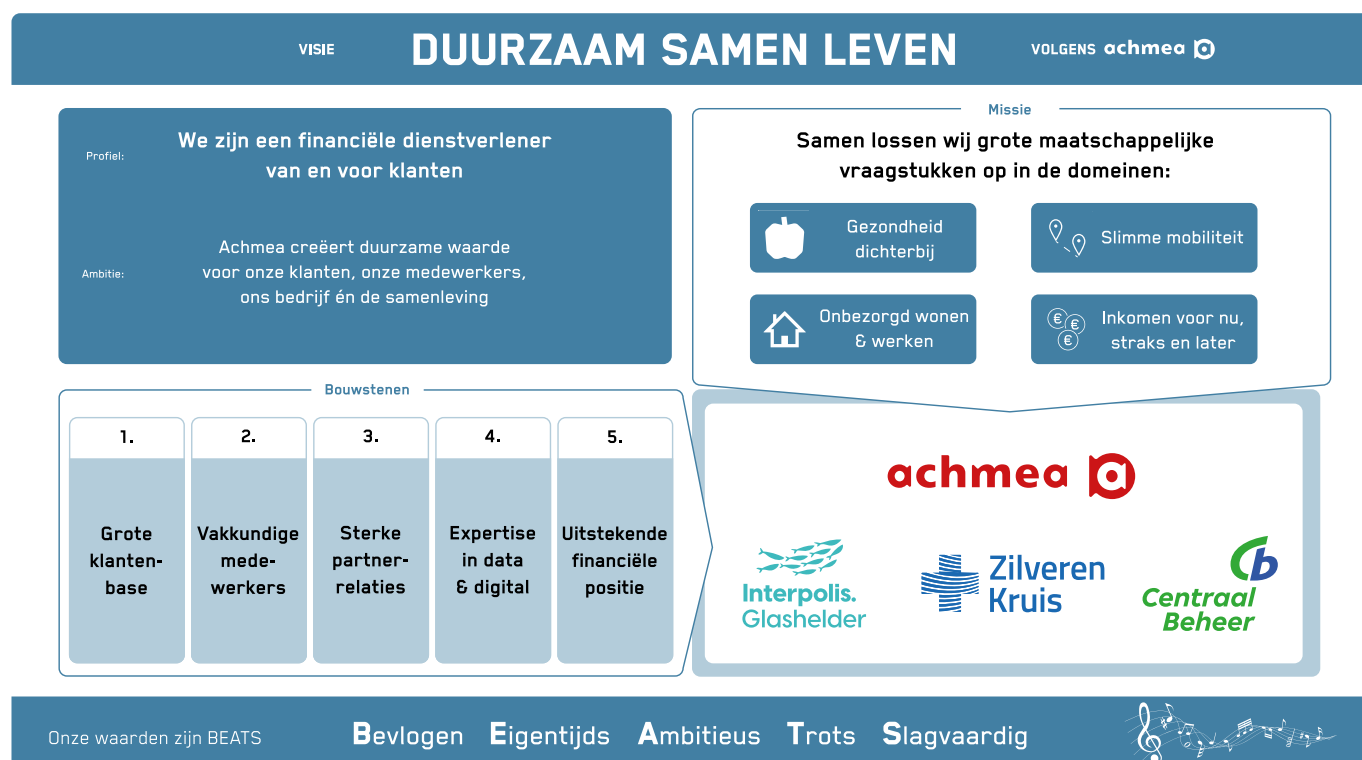 VISIE
DUURZAAM SAMEN LEVEN
VOLGENS achmea
Profiel:
We zijn een financiële dienstverlener
van en voor klanten
Ambitie:
Achmea creëert duurzame waarde
voor onze klanten, onze medewerkers,
ons bedrijf én de samenleving
Missie
Samen lossen wij grote maatschappelijke
vraagstukken op in de domeinen:
Gezondheid
dichterbij
Slimme mobiliteit
Onbezorgd wonen
& werken
€ € €
Inkomen voor nu,
straks en later
Bouwstenen
1.
Grote
klanten-
base
2.
Vakkundige
mede-
werkers
3.
Sterke
partner-
relaties
4.
Expertise
in data
& digital
5.
Uitstekende
financiële
positie
achmea
Interpolis.
Glashelder
Zilveren
Kruis
Cb
Centraal
Beheer
Onze waarden zijn BEATS
Bevlogen Eigentijds Ambitieus Trots Slagvaardig